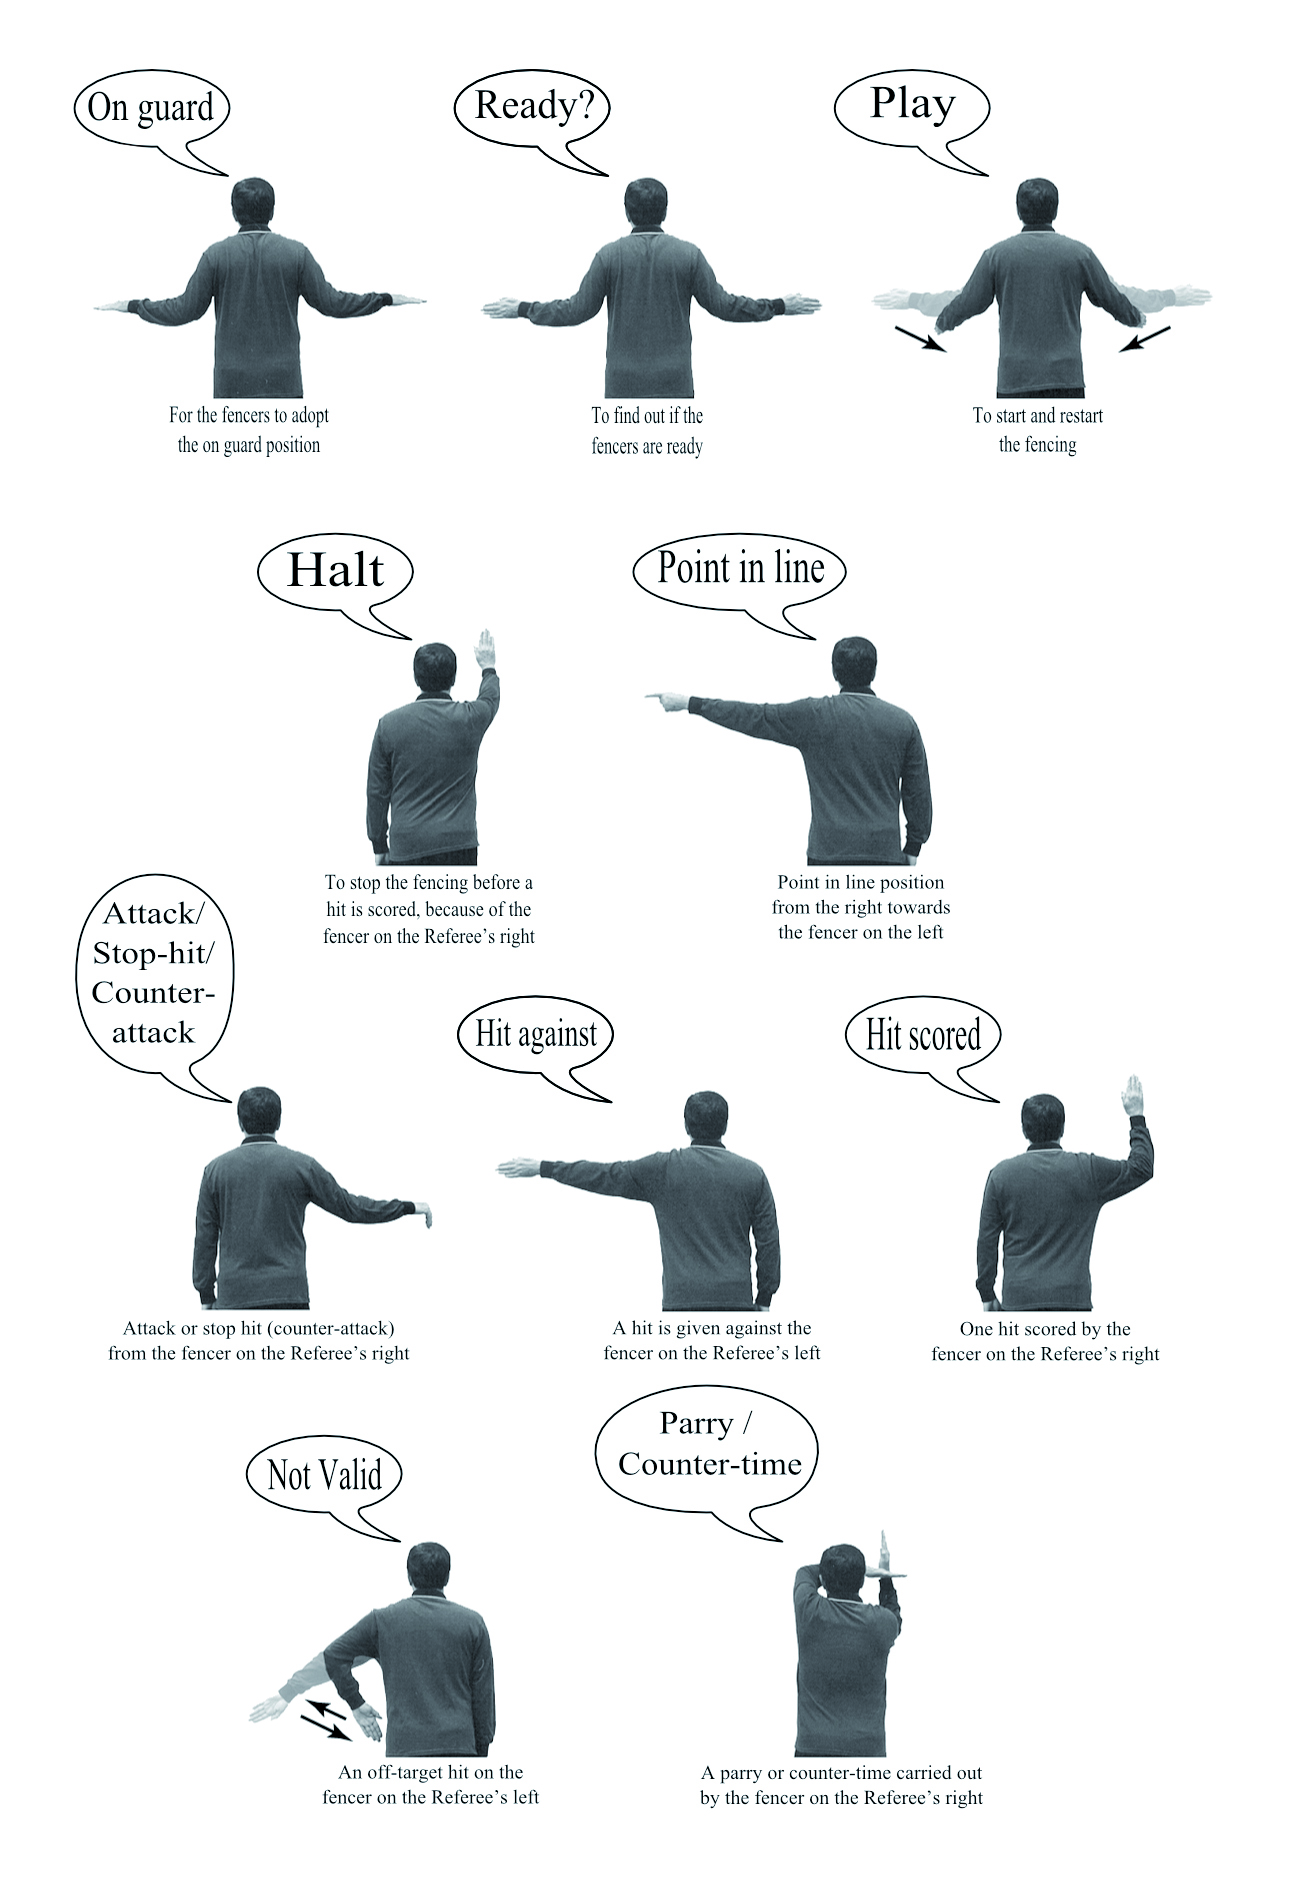 On guard
Ready?
Play
For the fencers to adopt
the on guard position
To find out if the
fencers are ready
To start and restart
the fencing
Halt
Point in line
To stop the fencing before a
hit is scored, because of the
fencer on the Referee's right
Point in line position
from the right towards
the fencer on the left
Attack/
Stop-hit/
Counter-
attack
Hit against
Hit scored
Attack or stop hit (counter-attack)
from the fencer on the Referee's right
A hit is given against the
fencer on the Referee's left
One hit scored by the
fencer on the Referee's right
Not Valid
Parry /
Counter-time
An off-target hit on the
fencer on the Referee's left
A parry or counter-time carried out
by the fencer on the Referee's right